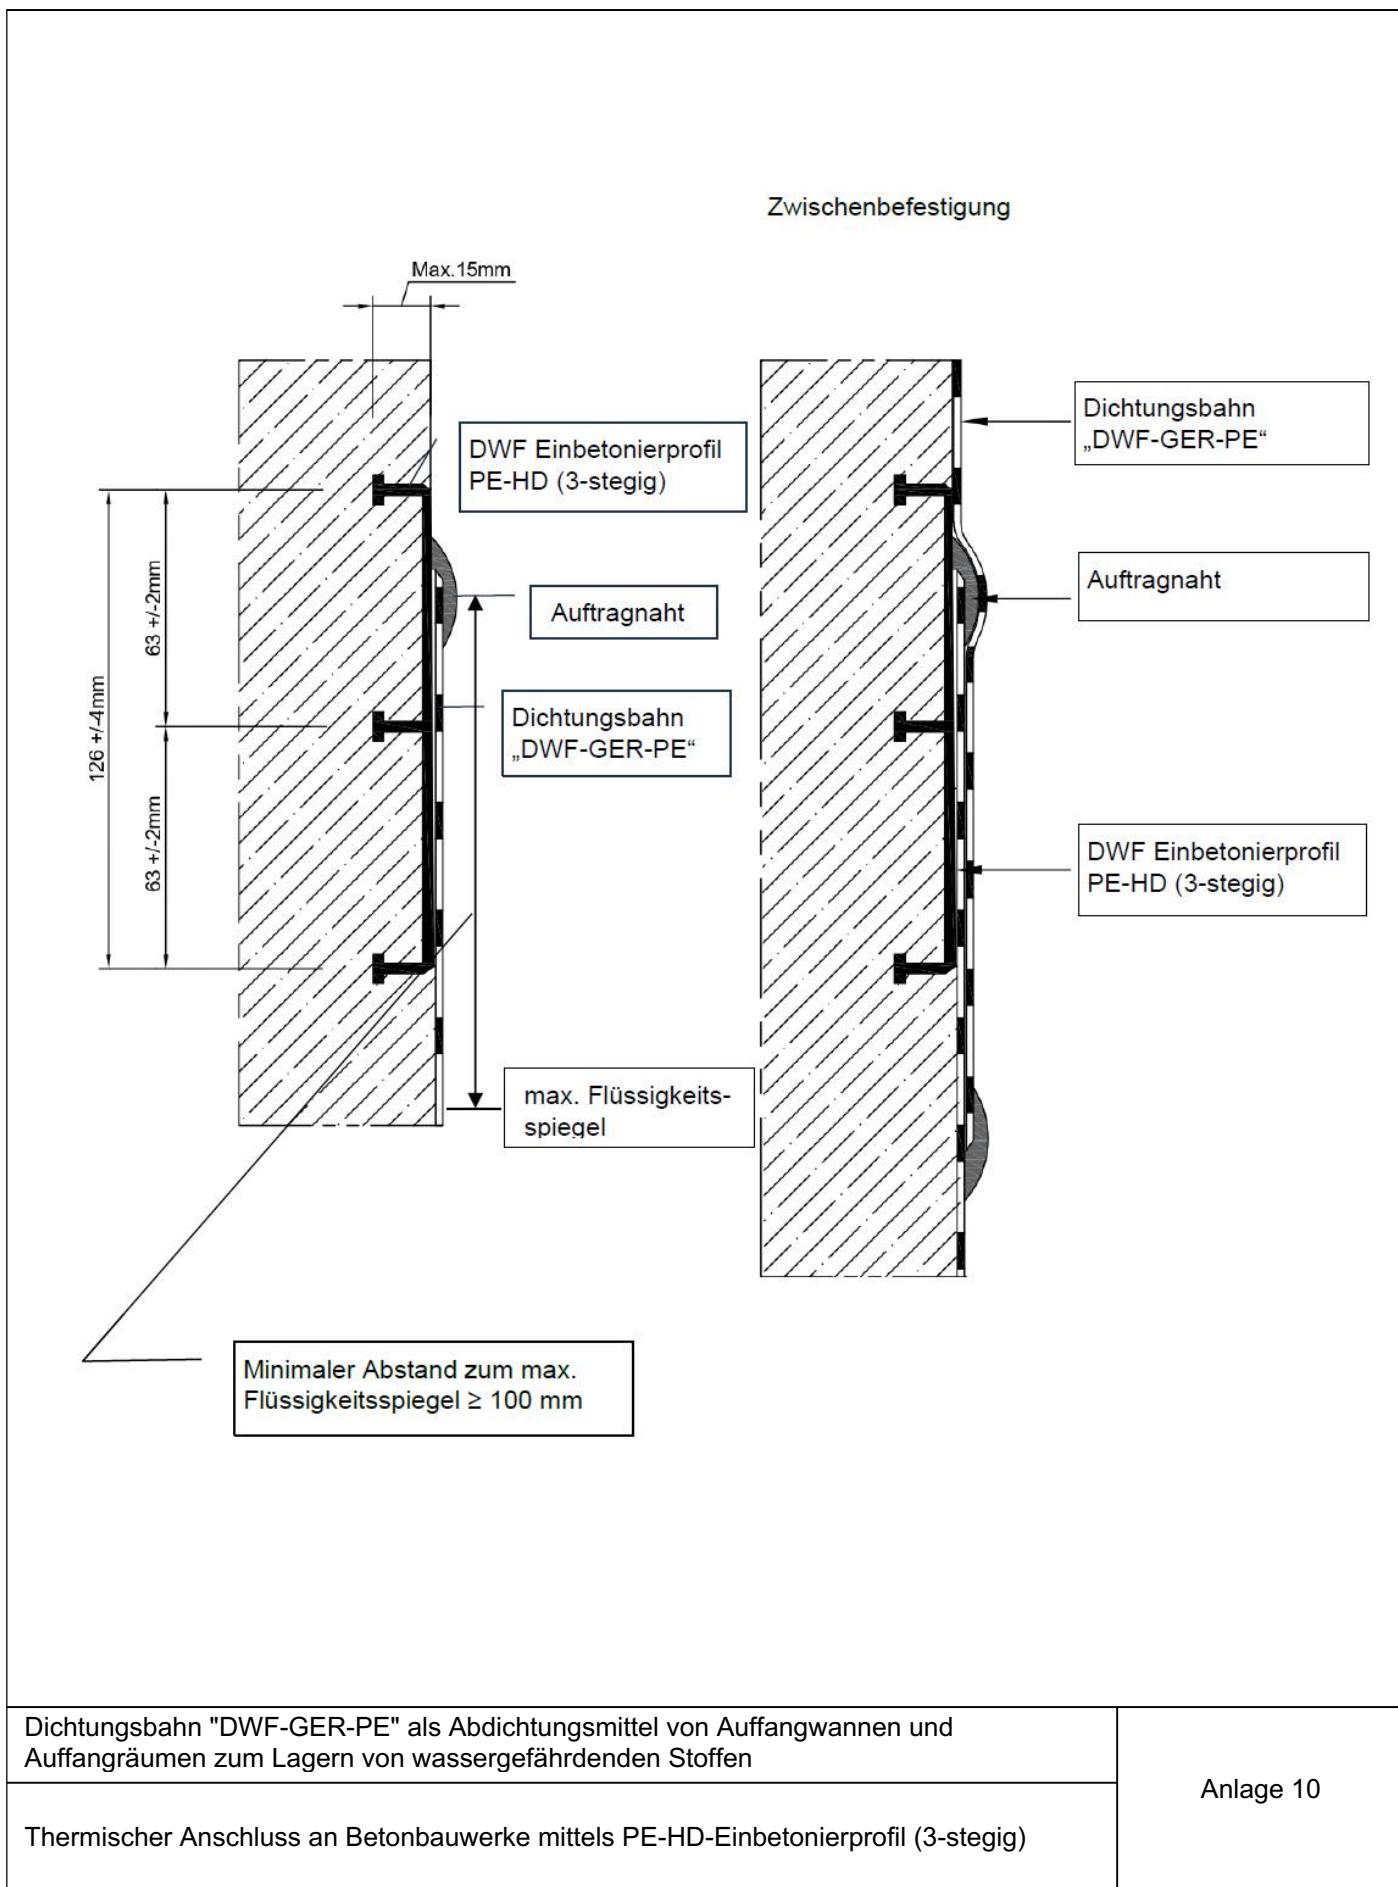 Zwischenbefestigung
Max.15mm
DWF Einbetonierprofil
PE-HD (3-stegig)
Auftragnaht
Dichtungsbahn
„DWF-GER-PE“
max. Flüssigkeits-
spiegel
126 +/-4mm
63 +/-2mm
63 +/-2mm
Dichtungsbahn
„DWF-GER-PE“
Auftragnaht
DWF Einbetonierprofil
PE-HD (3-stegig)
Minimaler Abstand zum max.
Flüssigkeitsspiegel ≥ 100 mm
Dichtungsbahn "DWF-GER-PE" als Abdichtungsmittel von Auffangwannen und
Auffangräumen zum Lagern von wassergefährdenden Stoffen
Thermischer Anschluss an Betonbauwerke mittels PE-HD-Einbetonierprofil (3-stegig)
Anlage 10